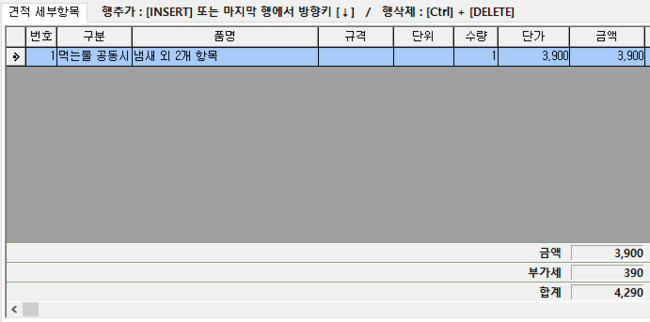 견적 세부항목 행추가 : [INSERT] 또는 마지막 행에서 방향키 [↓] / 행삭제 : [Ctrl] + [DELETE]
번호 구분 품명 규격 단위 수량 단가 금액
1 먹는물 공동시 냄새 외 2개 항목 1 3,900 3,900
금액 3,900
부가세 390
합계 4,290